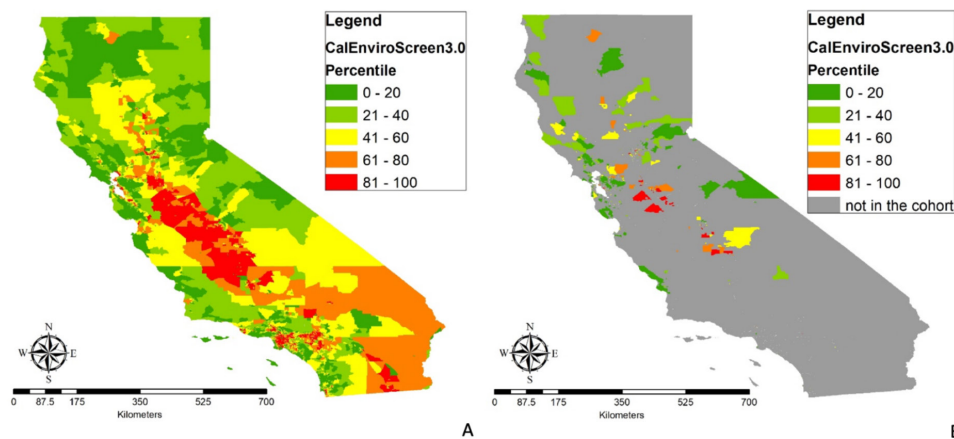 Legend
CalEnviroScreen3.0
Percentile
0 - 20
21 - 40
41 - 60
61 - 80
81 - 100
N
W E
S
0 87.5 175 350 525 700
Kilometers
A
Legend
CalEnviroScreen3.0
Percentile
0 - 20
21 - 40
41 - 60
61 - 80
81 - 100
not in the cohort
N
W E
S
0 87.5 175 350 525 700
Kilometers